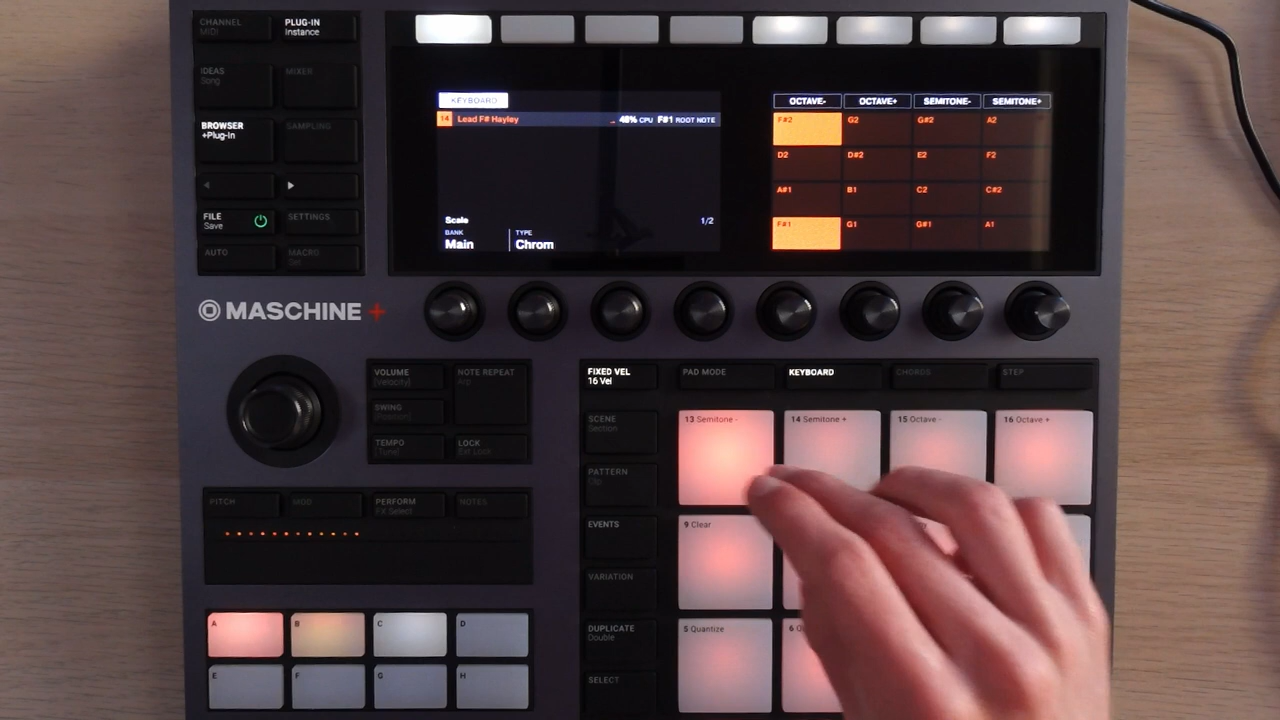 CHANNEL
MIDI
PLUG-IN
Instance
IDEAS
Song
MIXER
BROWSER
+Plug-In
SAMPLING
FILE
Save
SETTINGS
AUTO
MACRO
Set
KEYBOARD
14 Lead F# Hayley
48% CPU F#1 ROOT NOTE
Scale
1/2
BANK
Main
TYPE
Chrom
OCTAVE- OCTAVE+ SEMITONE- SEMITONE+
F#2 G2 G#2 A2
D2 D#2 E2 F2
A#1 B1 C2 C#2
F#1 G1 G#1 A1
MASCHINE +
VOLUME
[Velocity]
NOTE REPEAT
Arp
SWING
[Position]
TEMPO
[Tune]
LOCK
Ext Lock
FIXED VEL
16 Vel
PAD MODE
KEYBOARD
CHORDS
STEP
SCENE
Section
PATTERN
Clip
EVENTS
VARIATION
DUPLICATE
Double
SELECT
13 Semitone -
14 Semitone +
15 Octave -
16 Octave +
9 Clear
5 Quantize
6
PITCH
MOD
PERFORM
FX Select
NOTES
A B C D
E F G H